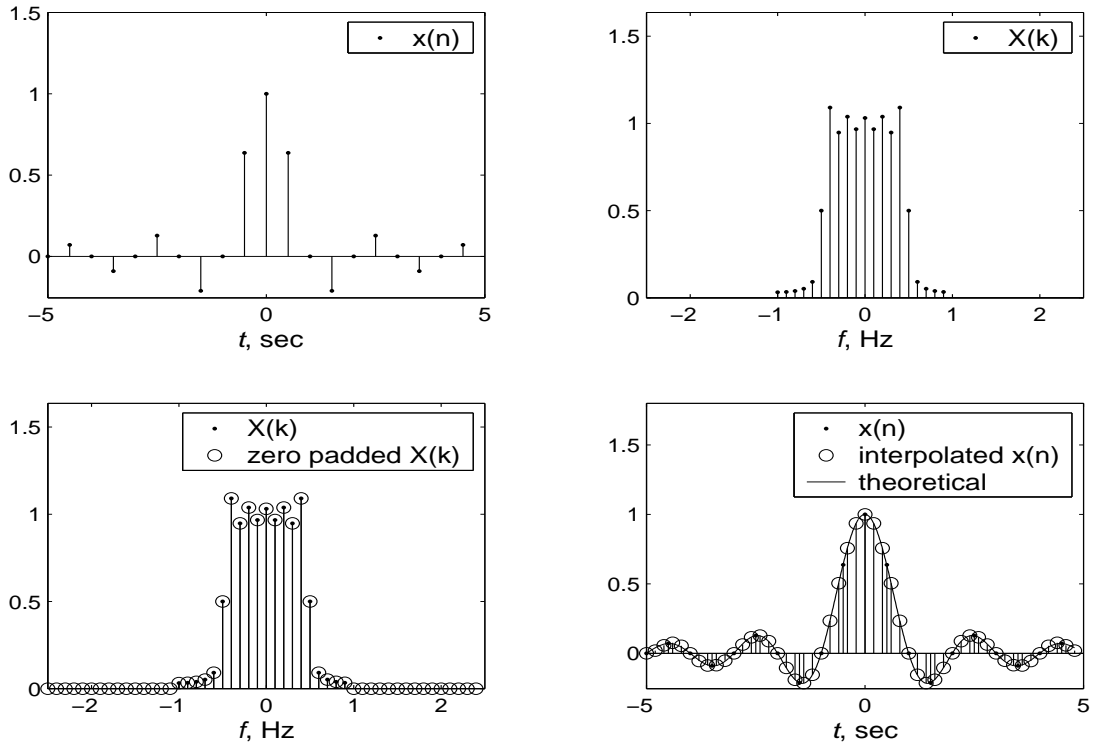 1.5
1
0.5
0
−5
0
5
t, sec
x(n)
1.5
1
0.5
0
−2
−1
0
1
2
f, Hz
X(k)
1.5
1
0.5
0
−2
−1
0
1
2
f, Hz
X(k)
zero padded X(k)
1.5
1
0.5
0
−5
0
5
t, sec
x(n)
interpolated x(n)
theoretical